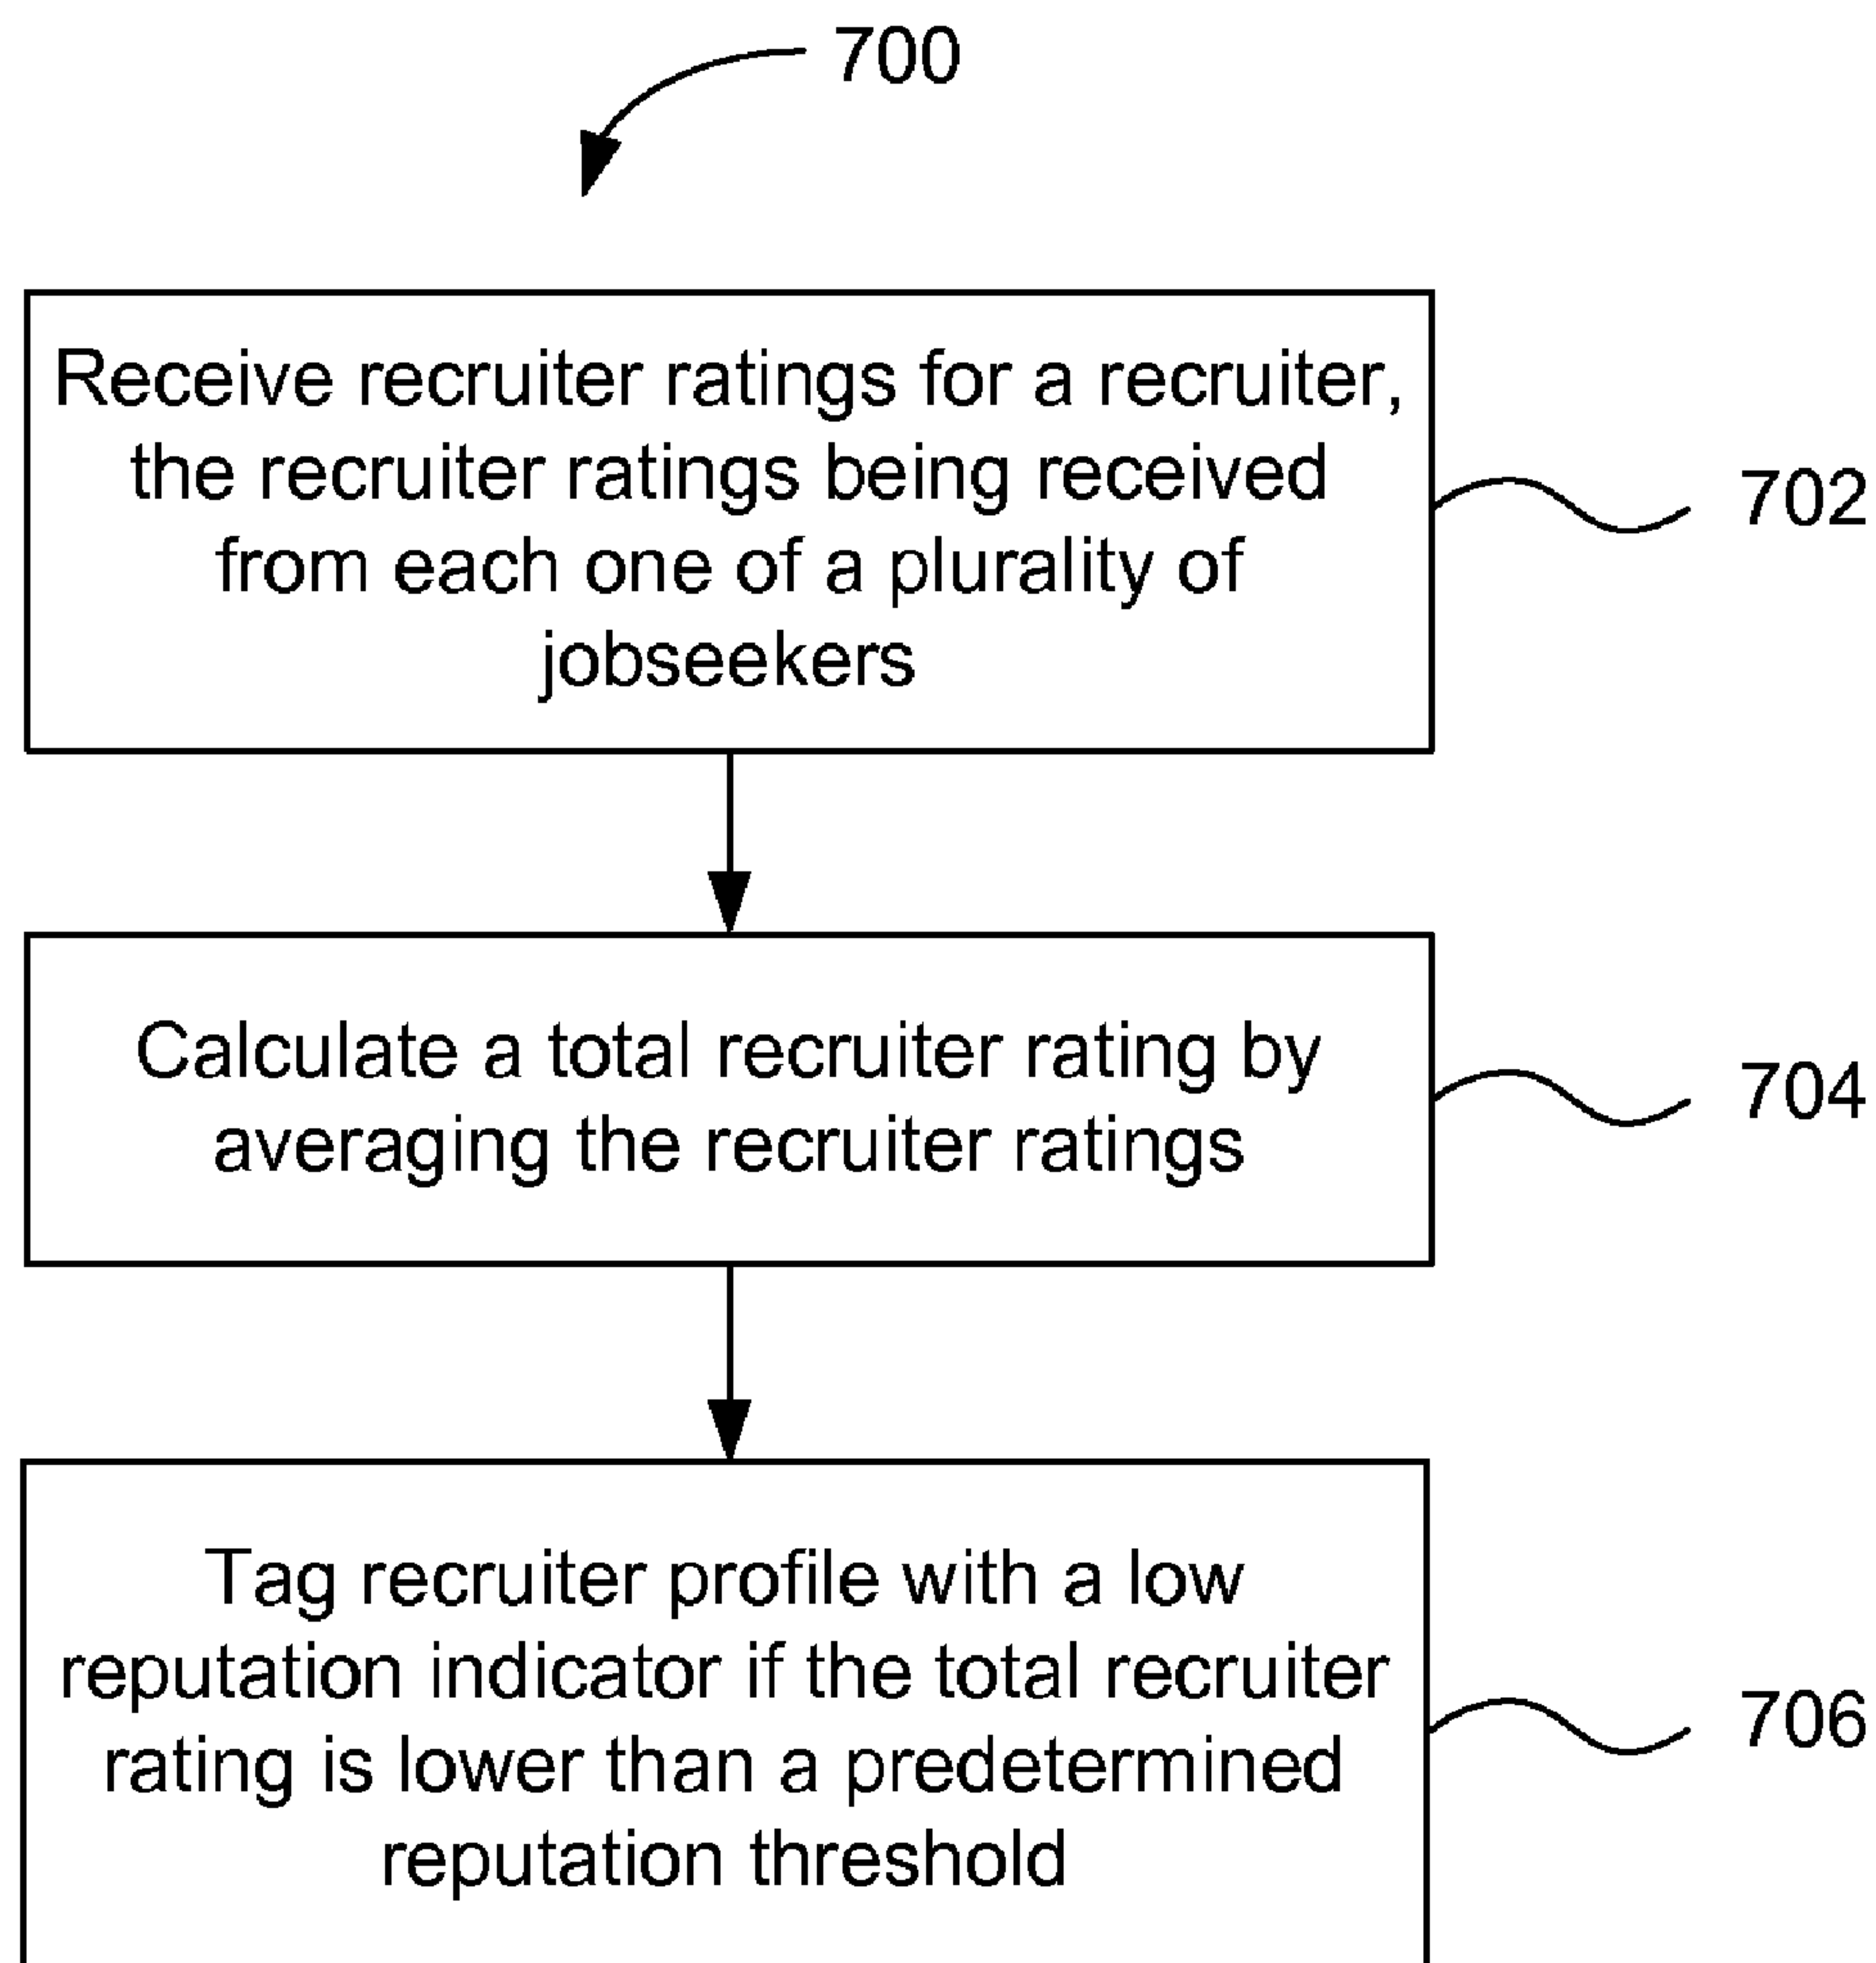 700
Receive recruiter ratings for a recruiter,
the recruiter ratings being received
from each one of a plurality of
jobseekers
702
Calculate a total recruiter rating by
averaging the recruiter ratings
704
Tag recruiter profile with a low
reputation indicator if the total recruiter
rating is lower than a predetermined
reputation threshold
706